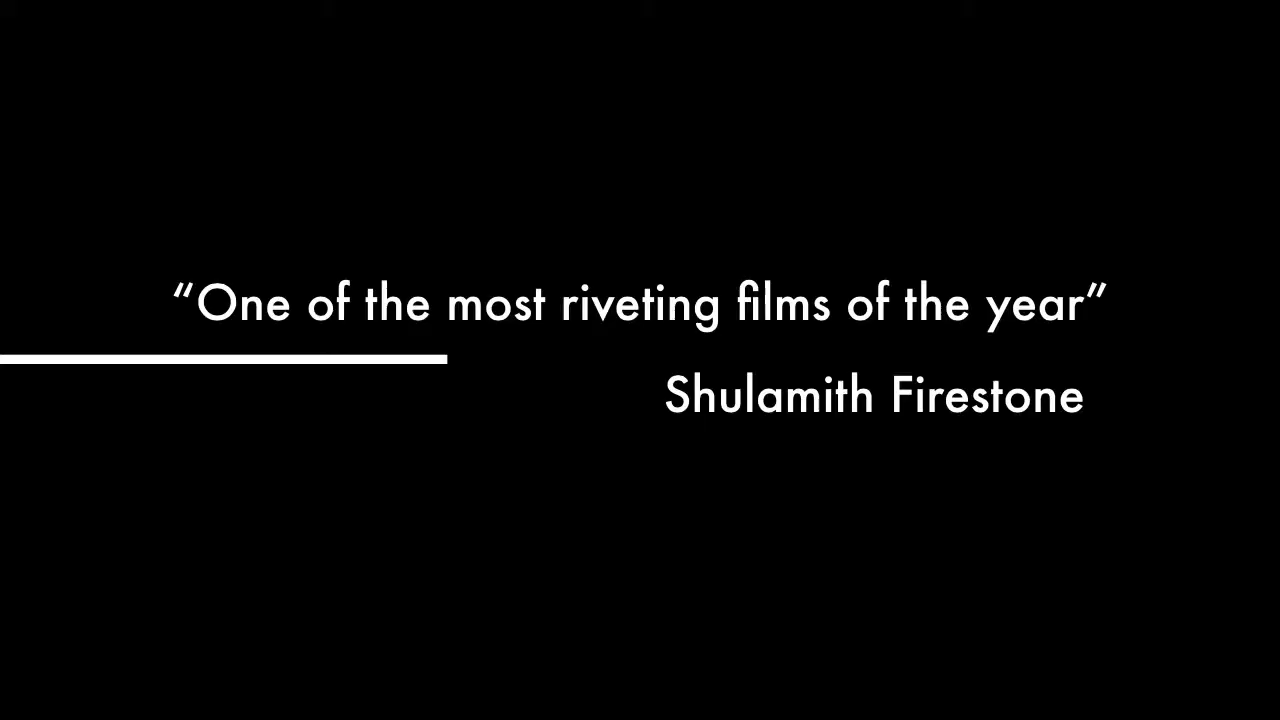 “One of the most riveting films of the year”
Shulamith Firestone